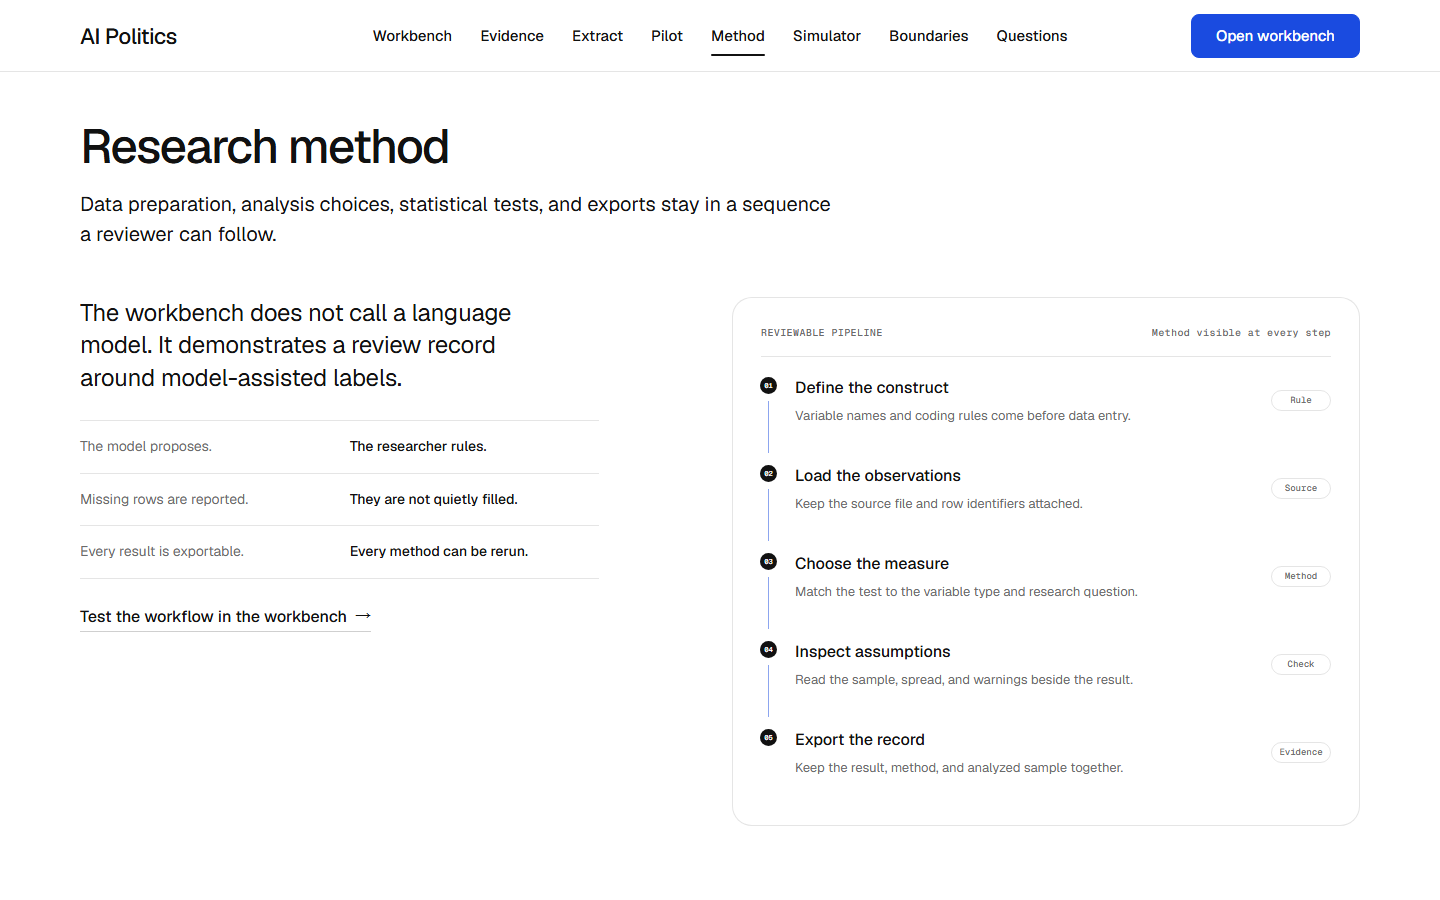 AI Politics
Workbench
Evidence
Extract
Pilot
Method
Simulator
Boundaries
Questions
Open workbench
Research method
Data preparation, analysis choices, statistical tests, and exports stay in a sequence
a reviewer can follow.
The workbench does not call a language
model. It demonstrates a review record
around model-assisted labels.
The model proposes.
The researcher rules.
Missing rows are reported.
They are not quietly filled.
Every result is exportable.
Every method can be rerun.
Test the workflow in the workbench →
REVIEWABLE PIPELINE
Method visible at every step
01
Define the construct
Variable names and coding rules come before data entry.
Rule
02
Load the observations
Keep the source file and row identifiers attached.
Source
03
Choose the measure
Match the test to the variable type and research question.
Method
04
Inspect assumptions
Read the sample, spread, and warnings beside the result.
Check
05
Export the record
Keep the result, method, and analyzed sample together.
Evidence